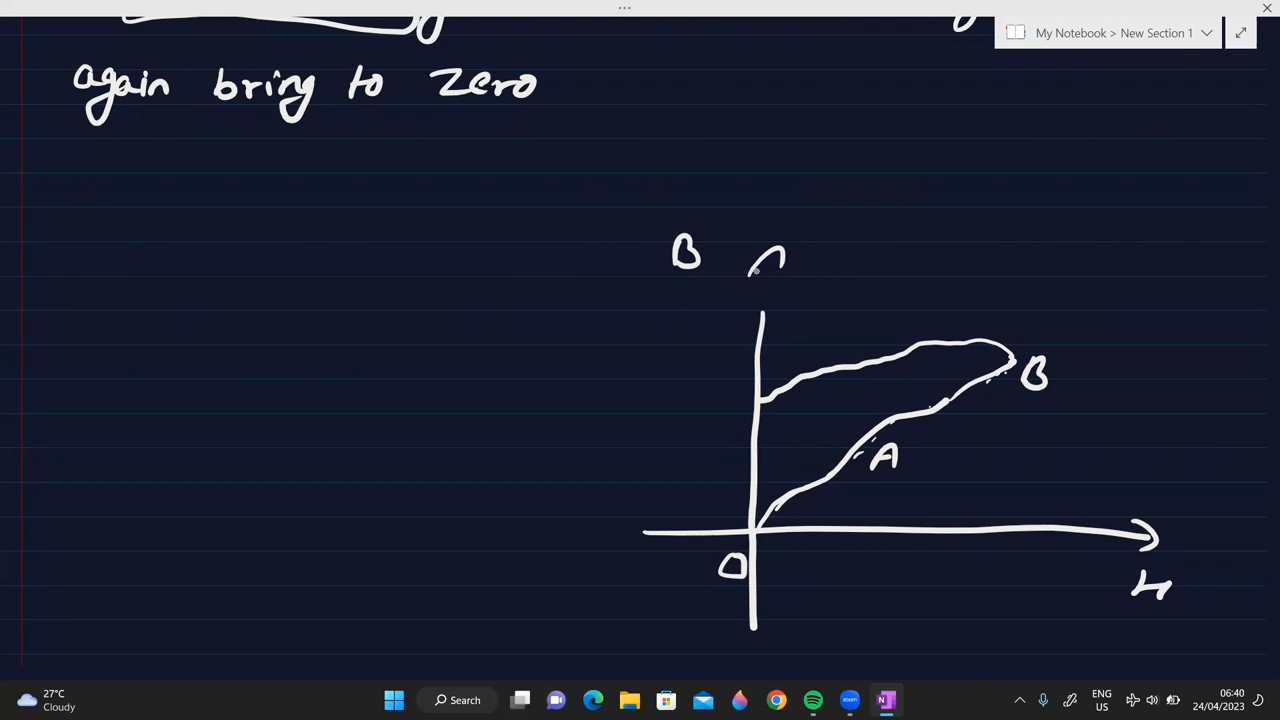 My Notebook > New Section 1
again bring to zero
B
B
A
O
H
27°C
Cloudy
Search
zoom
N
ENG
US
06:40
24/04/2023